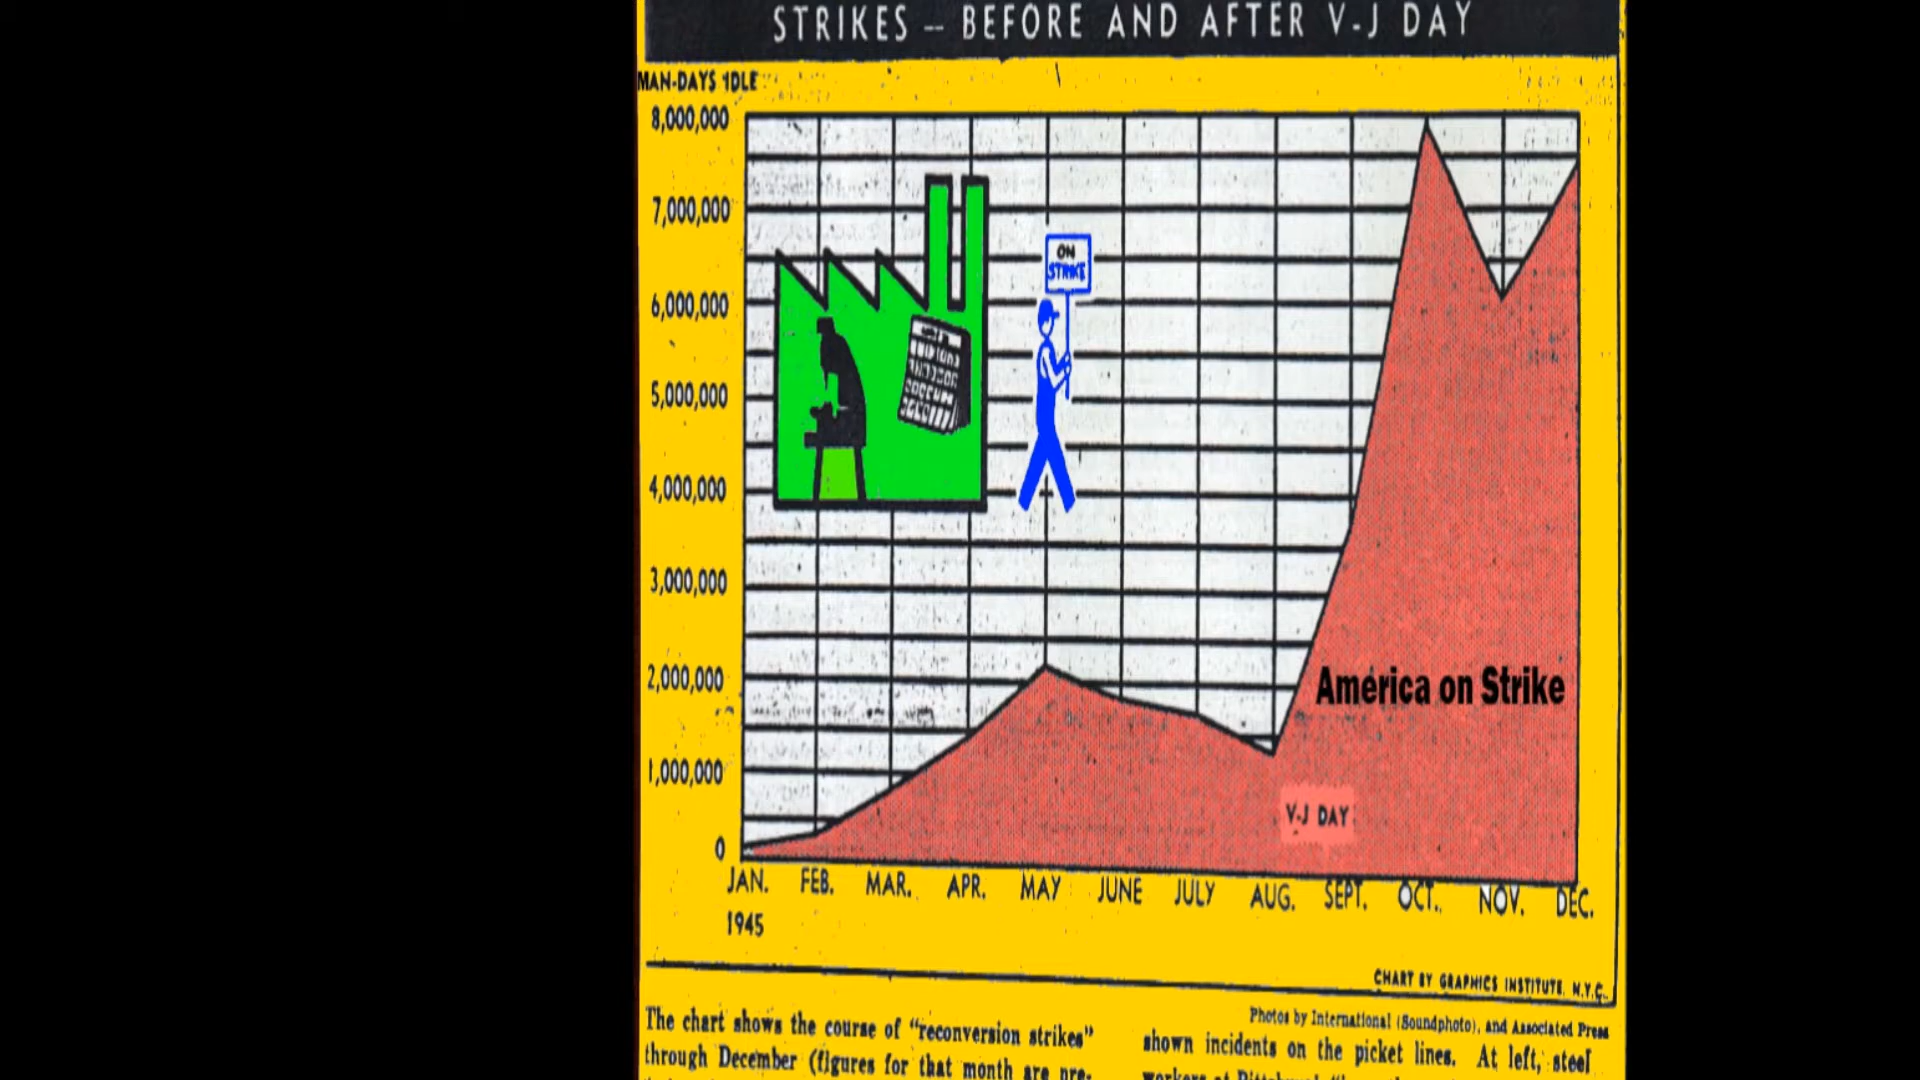 STRIKES – BEFORE AND AFTER V-J DAY
MAN-DAYS IDLE
8,000,000
7,000,000
6,000,000
5,000,000
4,000,000
3,000,000
2,000,000
1,000,000
0
ON
STRIKE
America on Strike
V-J DAY
JAN. FEB. MAR. APR. MAY JUNE JULY AUG. SEPT. OCT. NOV. DEC.
1945
CHART BY GRAPHICS INSTITUTE, N.Y.C.
Photos by International (Soundphoto), and Associated Press
The chart shows the course of "reconversion strikes"
through December (figures for that month are pre-
shown incidents on the picket lines. At left, steel
workers at